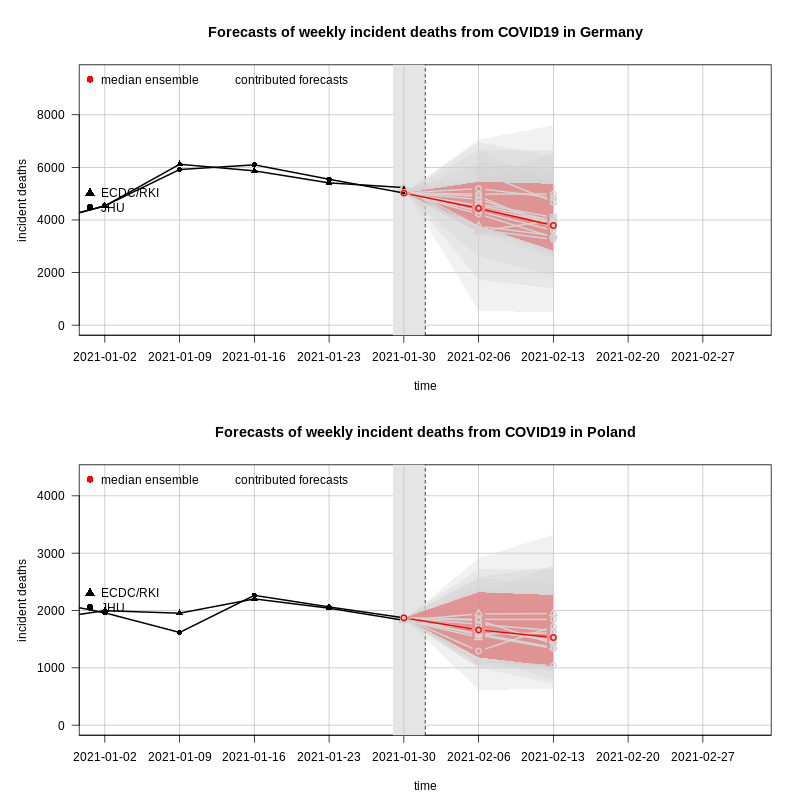 Forecasts of weekly incident deaths from COVID19 in Germany
median ensemble contributed forecasts
8000
6000
ECDC/RKI
JHU
4000
2000
0
incident deaths
2021-01-02 2021-01-09 2021-01-16 2021-01-23 2021-01-30 2021-02-06 2021-02-13 2021-02-20 2021-02-27
time
Forecasts of weekly incident deaths from COVID19 in Poland
median ensemble contributed forecasts
4000
3000
ECDC/RKI
JHU
2000
1000
0
incident deaths
2021-01-02 2021-01-09 2021-01-16 2021-01-23 2021-01-30 2021-02-06 2021-02-13 2021-02-20 2021-02-27
time